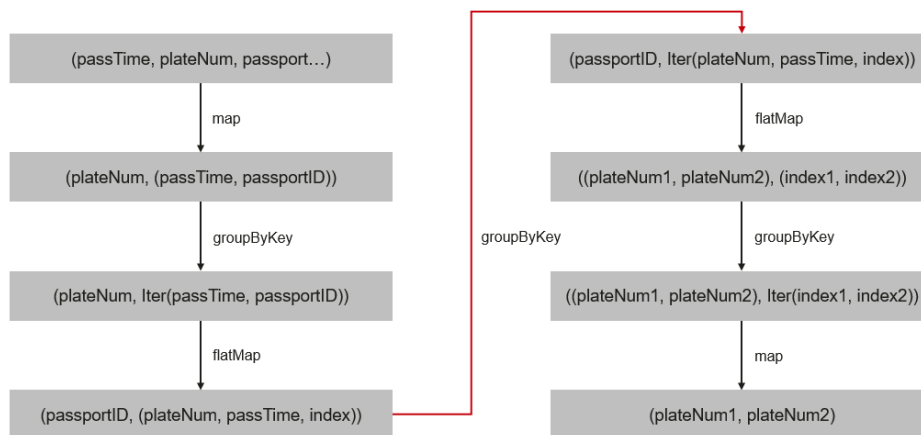 (passTime, plateNum, passport…)
map
(plateNum, (passTime, passportID))
groupByKey
(plateNum, Iter(passTime, passportID))
flatMap
(passportID, (plateNum, passTime, index))
groupByKey
(passportID, Iter(plateNum, passTime, index))
flatMap
((plateNum1, plateNum2), (index1, index2))
groupByKey
((plateNum1, plateNum2), Iter(index1, index2))
map
(plateNum1, plateNum2)